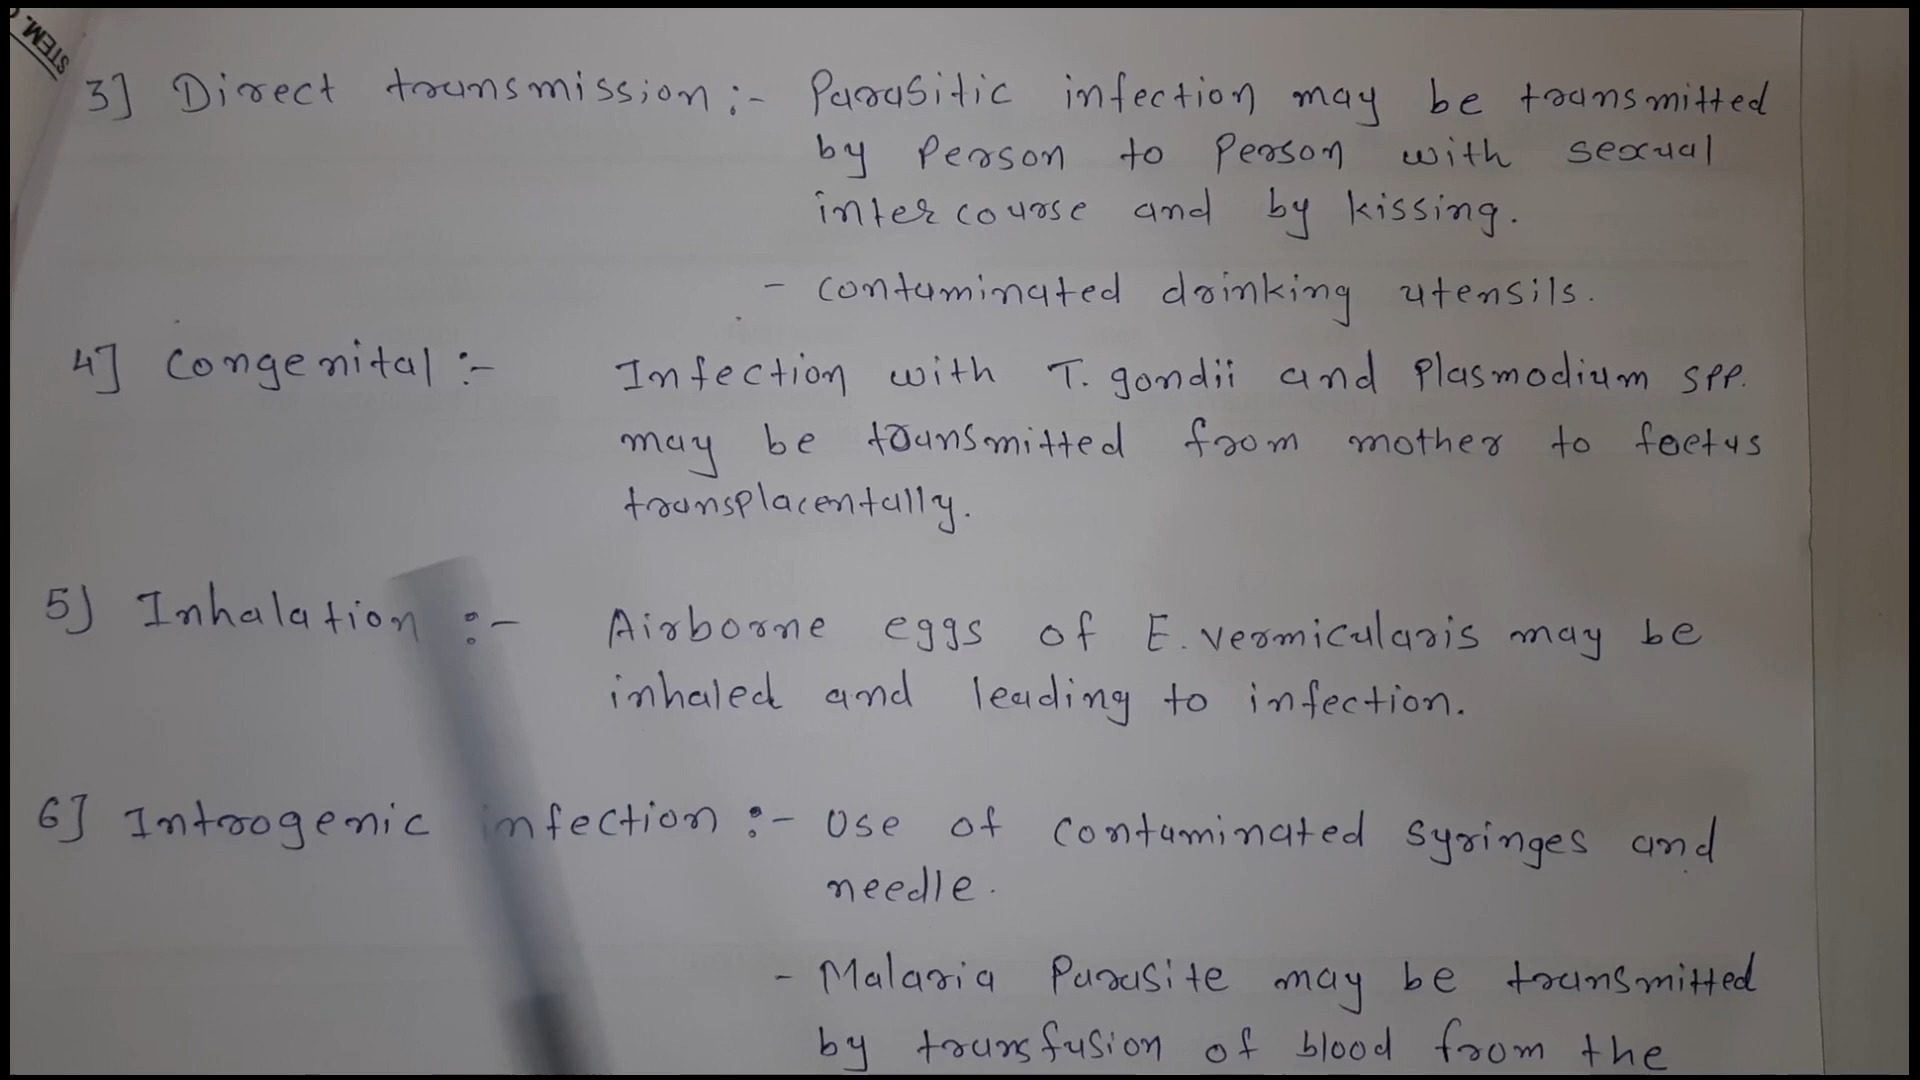 STEM
3] Direct transmission :- Parasitic infection may be transmitted
by Person to Person with sexual
intercourse and by kissing.
- contaminated drinking utensils.
4] Congenital :- Infection with T. gondii and Plasmodium SPP.
may be transmitted from mother to foetus
transplacentally.
5) Inhalation :- Airborne eggs of E. vermicularis may be
inhaled and leading to infection.
6] Introgenic infection :- Use of contaminated syringes and
needle.
- Malaria Parasite may be transmitted
by transfusion of blood from the